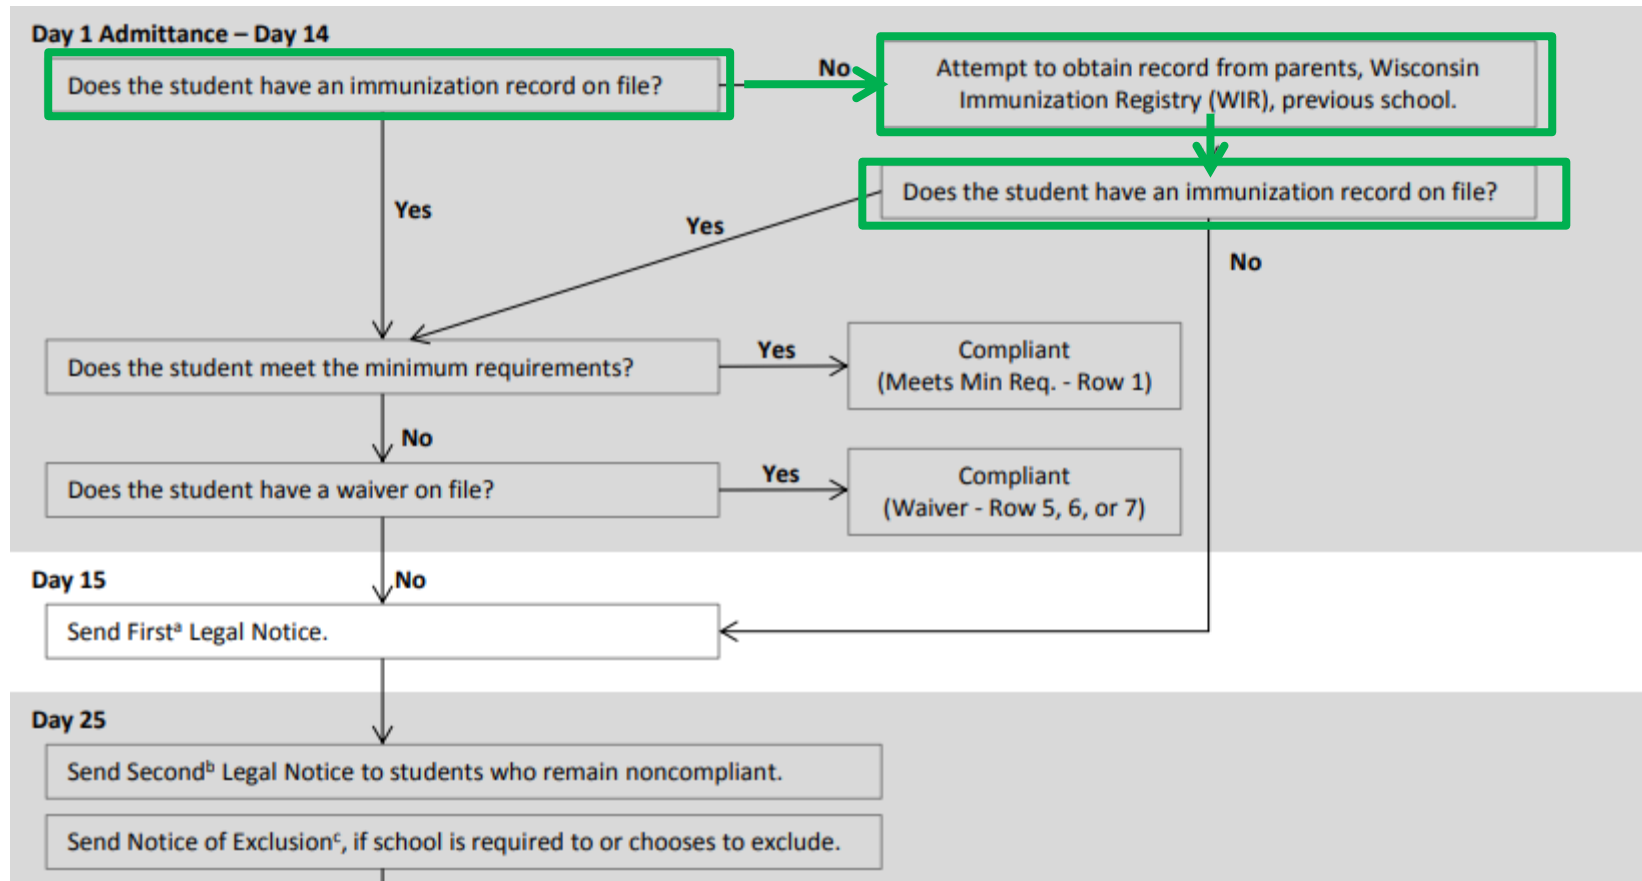 Day 1 Admittance – Day 14
Does the student have an immunization record on file?
No
Attempt to obtain record from parents, Wisconsin
Immunization Registry (WIR), previous school.
Does the student have an immunization record on file?
Yes
Yes
No
Does the student meet the minimum requirements?
Yes
Compliant
(Meets Min Req. - Row 1)
No
Does the student have a waiver on file?
Yes
Compliant
(Waiver - Row 5, 6, or 7)
Day 15
No
Send Firstᵃ Legal Notice.
Day 25
Send Secondᵇ Legal Notice to students who remain noncompliant.
Send Notice of Exclusionᶜ, if school is required to or chooses to exclude.